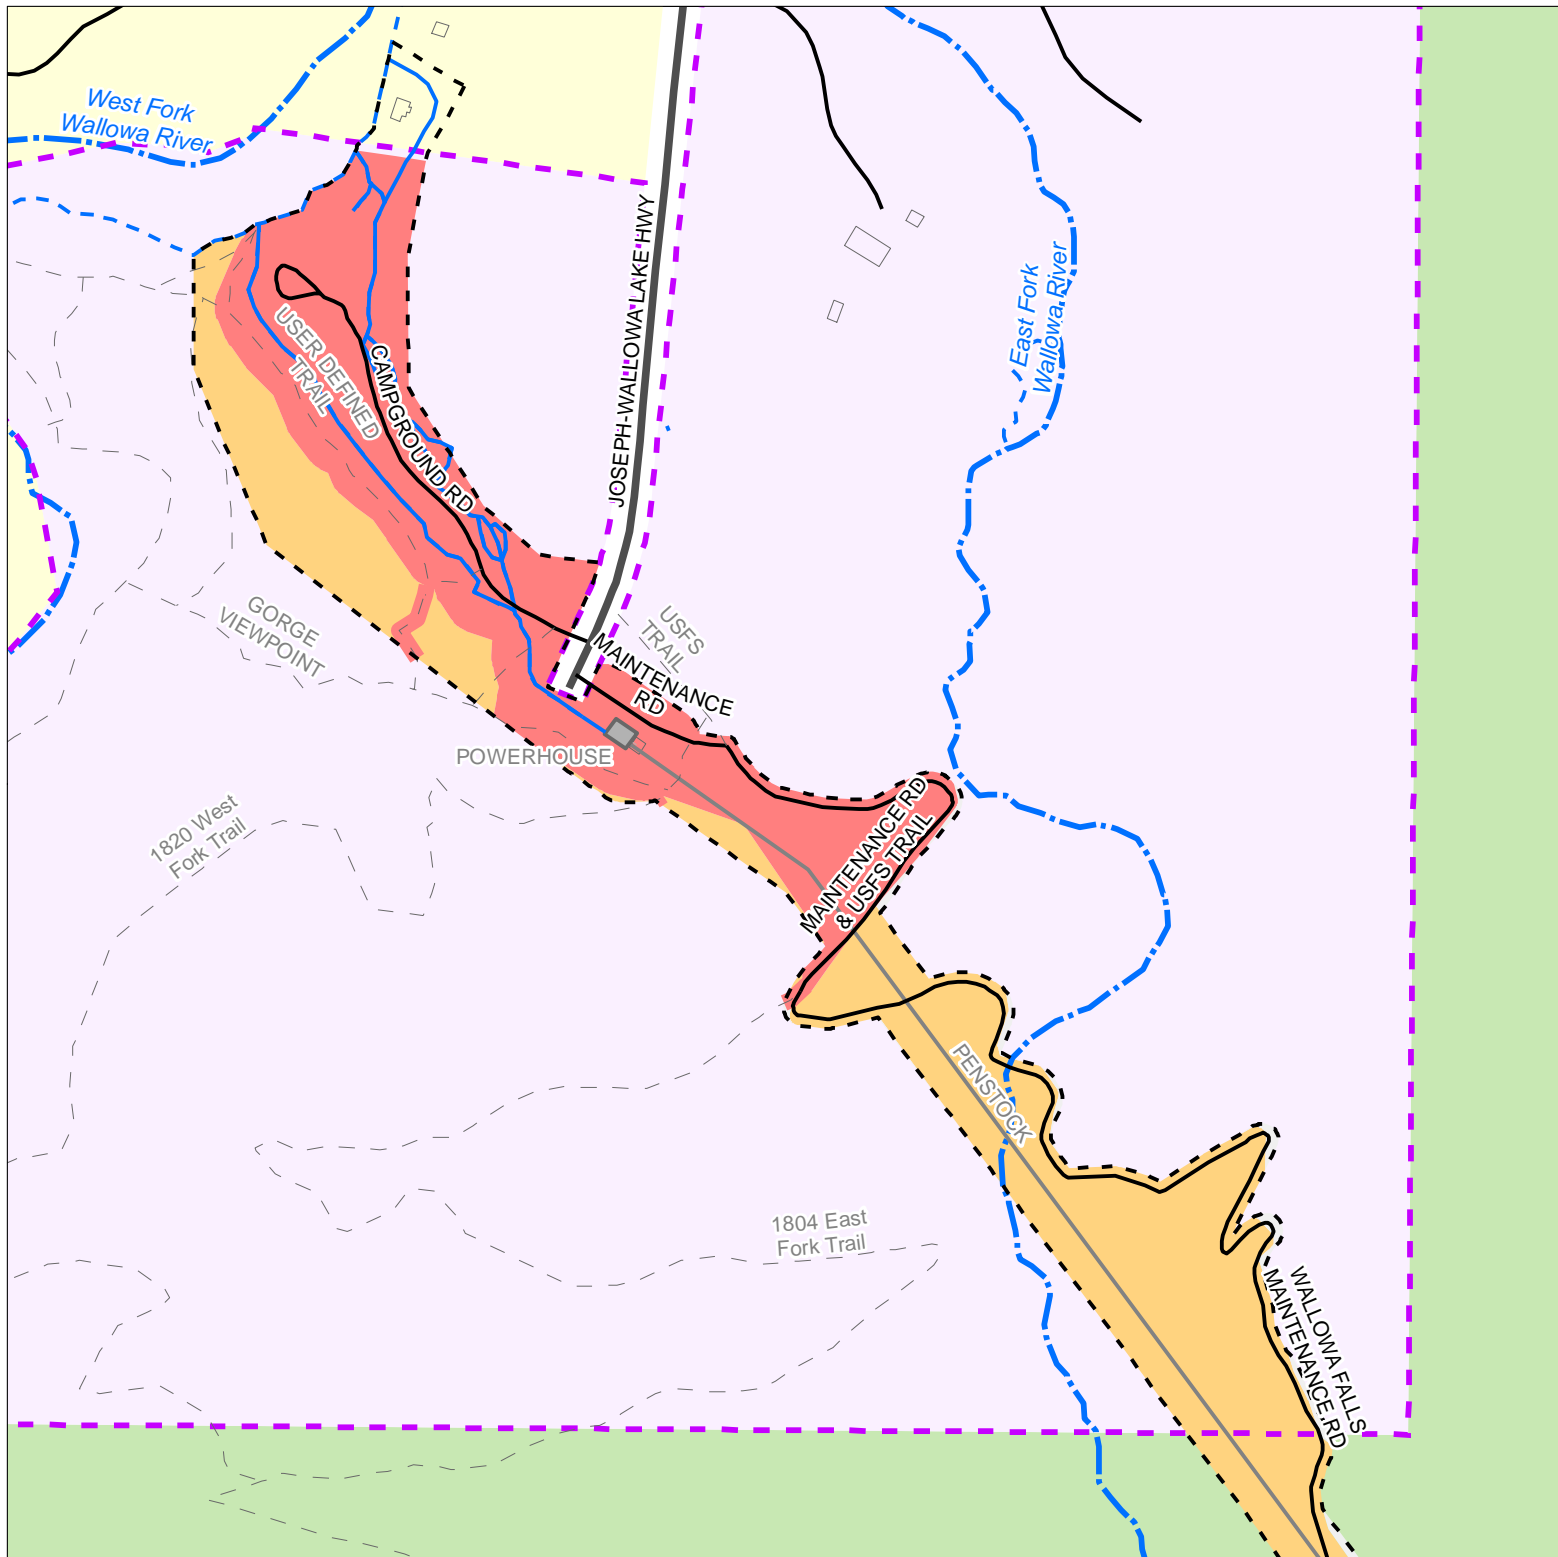 West Fork
Wallowa River
JOSEPH-WALLOWA LAKE HWY
East Fork
Wallowa River
USER DEFINED
TRAIL
CAMPGROUND RD
GORGE
VIEWPOINT
USFS
TRAIL
MAINTENANCE
RD
POWERHOUSE
1820 West
Fork Trail
MAINTENANCE RD
& USFS TRAIL
PENSTOCK
1804 East
Fork Trail
WALLOWA FALLS
MAINTENANCE RD